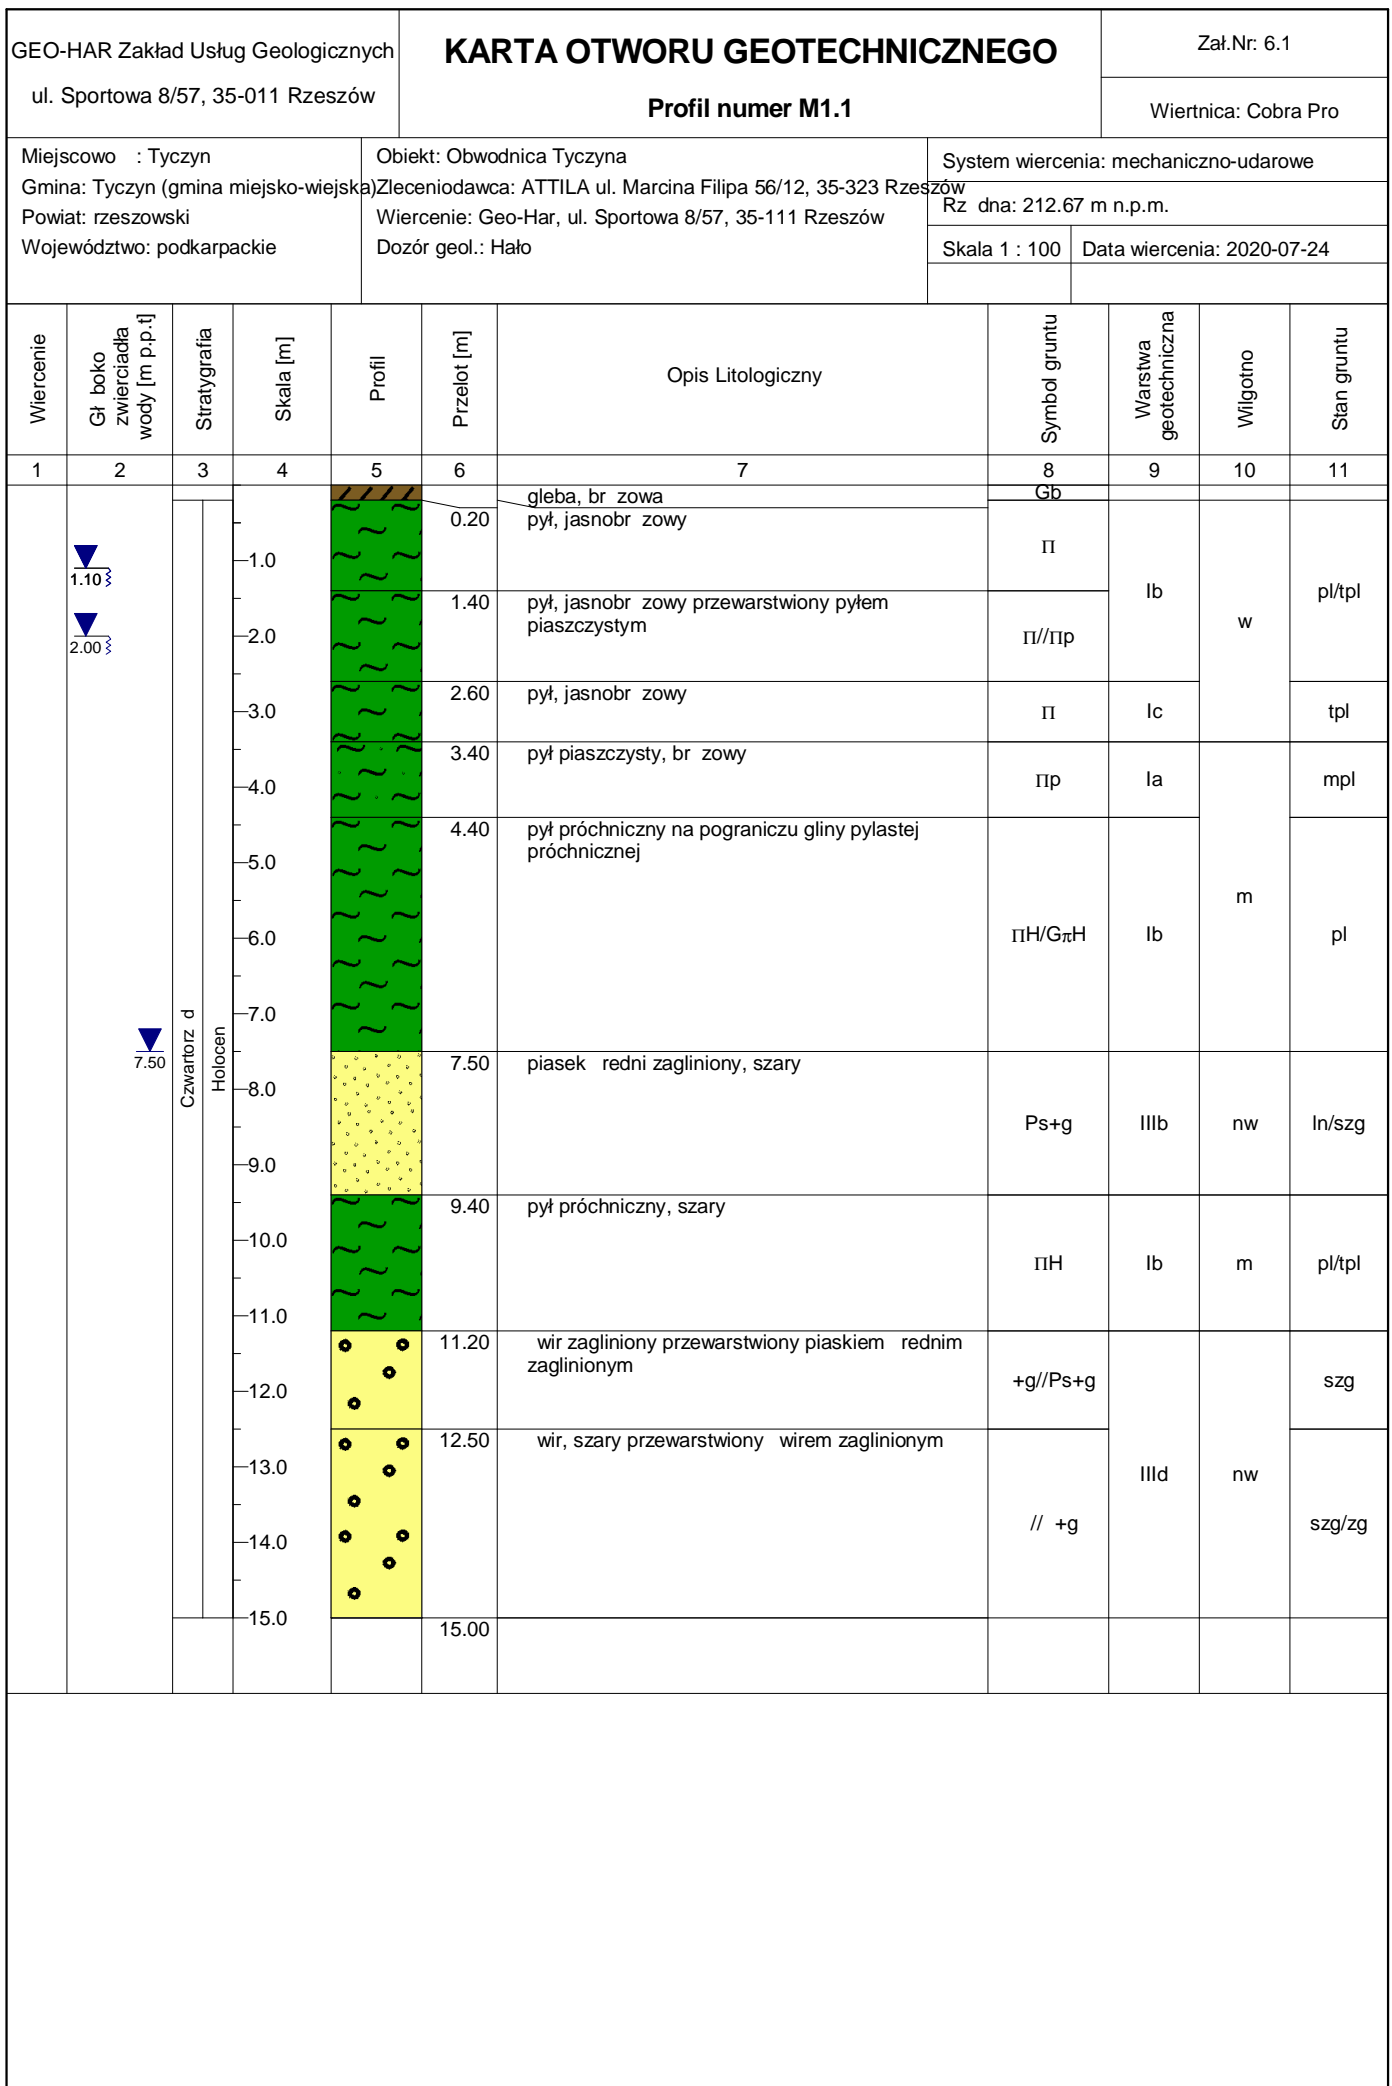 GEO-HAR Zakład Usług Geologicznych
ul. Sportowa 8/57, 35-011 Rzeszów
KARTA OTWORU GEOTECHNICZNEGO
Profil numer M1.1
Zał.Nr: 6.1
Wiertnica: Cobra Pro
Miejscowo : Tyczyn
Gmina: Tyczyn (gmina miejsko-wiejska)
Powiat: rzeszowski
Województwo: podkarpackie
Obiekt: Obwodnica Tyczyna
Zleceniodawca: ATTILA ul. Marcina Filipa 56/12, 35-323 Rzeszów
Wiercenie: Geo-Har, ul. Sportowa 8/57, 35-111 Rzeszów
Dozór geol.: Hało
System wiercenia: mechaniczno-udarowe
Rz dna: 212.67 m n.p.m.
Skala 1 : 100
Data wiercenia: 2020-07-24
Wiercenie
Gł boko
zwierciadła
wody [m p.p.t]
Stratygrafia
Skala [m]
Profil
Przelot [m]
Opis Litologiczny
Symbol gruntu
Warstwa
geotechniczna
Wilgotno
Stan gruntu
1 2 3 4 5 6 7 8 9 10 11
gleba, br zowa
Gb
0.20 pył, jasnobr zowy
П
1.0
1.10
Ib
pl/tpl
1.40 pył, jasnobr zowy przewarstwiony pyłem
piaszczystym
П//Пp
w
2.0
2.00
2.60 pył, jasnobr zowy
3.0
П
Ic
tpl
3.40 pył piaszczysty, br zowy
4.0
Пp
Ia
mpl
4.40 pył próchniczny na pograniczu gliny pylastej
próchnicznej
5.0
m
6.0
ПH/GπH
Ib
pl
7.0
Czwartorz d
Holocen
7.50
7.50 piasek redni zagliniony, szary
8.0
Ps+g
IIIb
nw
ln/szg
9.0
9.40 pył próchniczny, szary
10.0
ПH
Ib
m
pl/tpl
11.0
11.20 wir zagliniony przewarstwiony piaskiem rednim
zaglinionym
12.0
+g//Ps+g
szg
12.50 wir, szary przewarstwiony wirem zaglinionym
13.0
IIId
nw
// +g
szg/zg
14.0
15.0
15.00